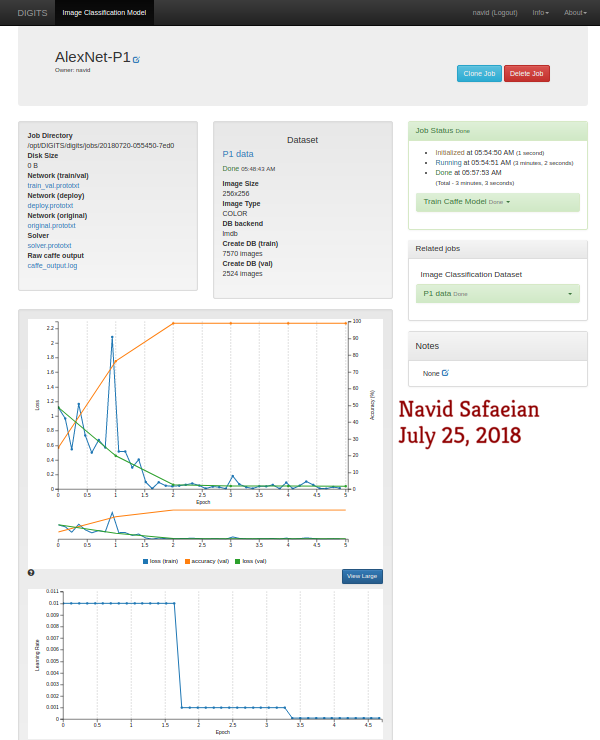 DIGITS Image Classification Model navid (Logout) Info About
AlexNet-P1
Owner: navid
Clone Job Delete Job
Job Directory
/opt/DIGITS/digits/jobs/20180720-055450-7ed0
Disk Size
0 B
Network (train/val)
train_val.prototxt
Network (deploy)
deploy.prototxt
Network (original)
original.prototxt
Solver
solver.prototxt
Raw caffe output
caffe_output.log
Dataset
P1 data
Done 05:48:43 AM
Image Size
256x256
Image Type
COLOR
DB backend
lmdb
Create DB (train)
7570 images
Create DB (val)
2524 images
Job Status Done
Initialized at 05:54:50 AM (1 second)
Running at 05:54:51 AM (3 minutes, 2 seconds)
Done at 05:57:53 AM
(Total - 3 minutes, 3 seconds)
Train Caffe Model Done
Related jobs
Image Classification Dataset
P1 data Done
Notes
None
Navid Safaeian
July 25, 2018
2.2
2
1.8
1.6
1.4
1.2
1
0.8
0.6
0.4
0.2
0
Loss
100
90
80
70
60
50
40
30
20
10
0
Accuracy (%)
0 0.5 1 1.5 2 2.5 3 3.5 4 4.5 5
Epoch
0 0.5 1 1.5 2 2.5 3 3.5 4 4.5 5
loss (train) accuracy (val) loss (val)
View Large
0.011
0.01
0.009
0.008
0.007
0.006
0.005
0.004
0.003
0.002
0.001
0
Learning Rate
0 0.5 1 1.5 2 2.5 3 3.5 4 4.5
Epoch